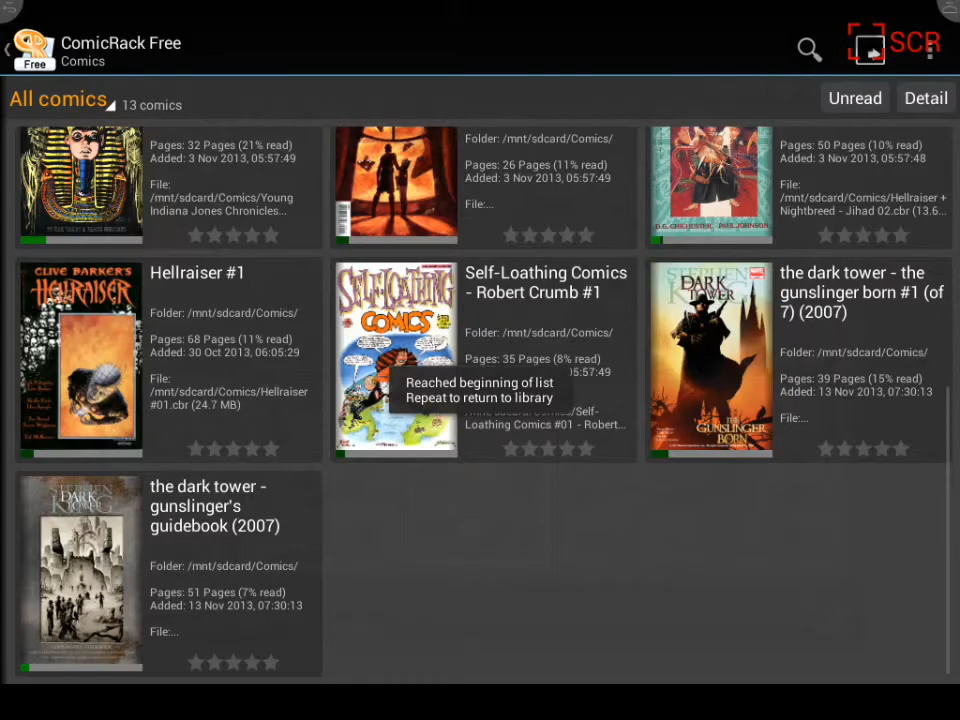 ComicRack Free
Comics
Free
SCR
All comics
13 comics
Unread
Detail
Pages: 32 Pages (21% read)
Added: 3 Nov 2013, 05:57:49
File:
/mnt/sdcard/Comics/Young
Indiana Jones Chronicles...
Folder: /mnt/sdcard/Comics/
Pages: 26 Pages (11% read)
Added: 3 Nov 2013, 05:57:49
File:...
D.G. CHICHESTER PAUL JOHNSON
Pages: 50 Pages (10% read)
Added: 3 Nov 2013, 05:57:48
File:
/mnt/sdcard/Comics/Hellraiser +
Nightbreed - Jihad 02.cbr (13.6...
CLIVE BARKER'S
HELLRAISER
Hellraiser #1
Folder: /mnt/sdcard/Comics/
Pages: 68 Pages (11% read)
Added: 30 Oct 2013, 06:05:29
File:
/mnt/sdcard/Comics/Hellraiser
#01.cbr (24.7 MB)
SELF-LOATHING
COMICS
Self-Loathing Comics
- Robert Crumb #1
Folder: /mnt/sdcard/Comics/
Pages: 35 Pages (8% read)
05:57:49
Loathing Comics #01 - Robert...
Reached beginning of list
Repeat to return to library
STEPHEN
DARK
TOWER
THE
GUNSLINGER
BORN
the dark tower - the
gunslinger born #1 (of
7) (2007)
Folder: /mnt/sdcard/Comics/
Pages: 39 Pages (15% read)
Added: 13 Nov 2013, 07:30:13
File:...
STEPHEN
DARK
TOWER
the dark tower -
gunslinger's
guidebook (2007)
Folder: /mnt/sdcard/Comics/
Pages: 51 Pages (7% read)
Added: 13 Nov 2013, 07:30:13
File:...